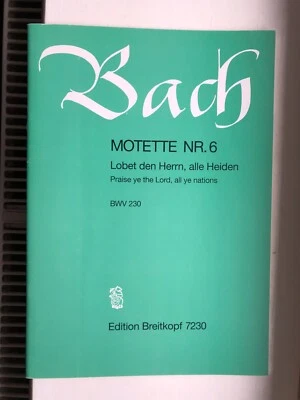 Bach
MOTETTE NR. 6
Lobet den Herrn, alle Heiden
Praise ye the Lord, all ye nations
BWV 230
Edition Breitkopf 7230